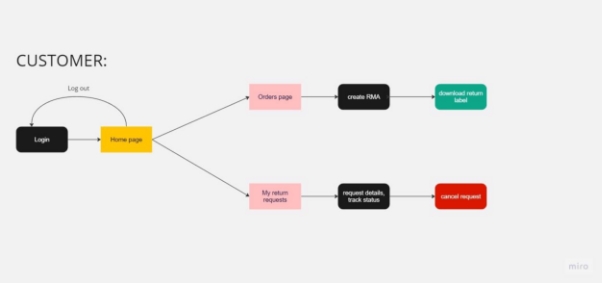 CUSTOMER:
Log out
Login
Home page
Orders page
create RMA
download return
label
My return
requests
request details,
track status
cancel request
miro